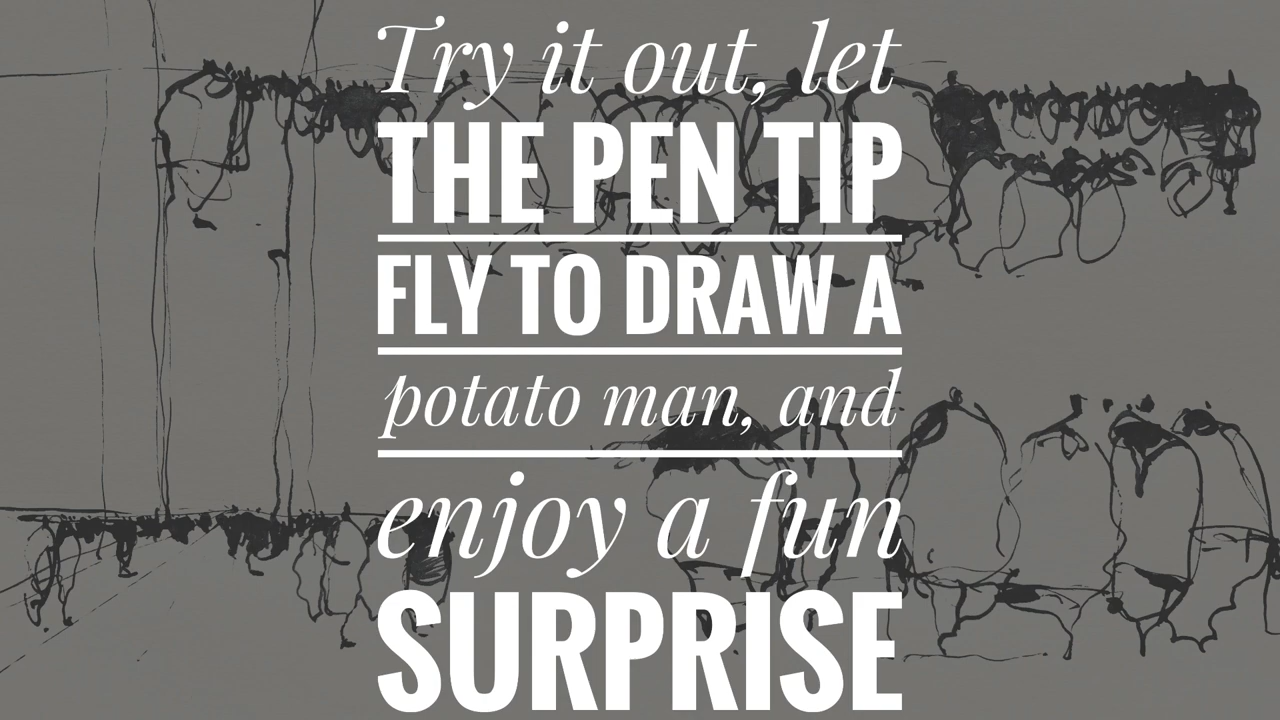 Try it out, let
THE PEN TIP
FLY TO DRAW A
potato man, and
enjoy a fun
SURPRISE